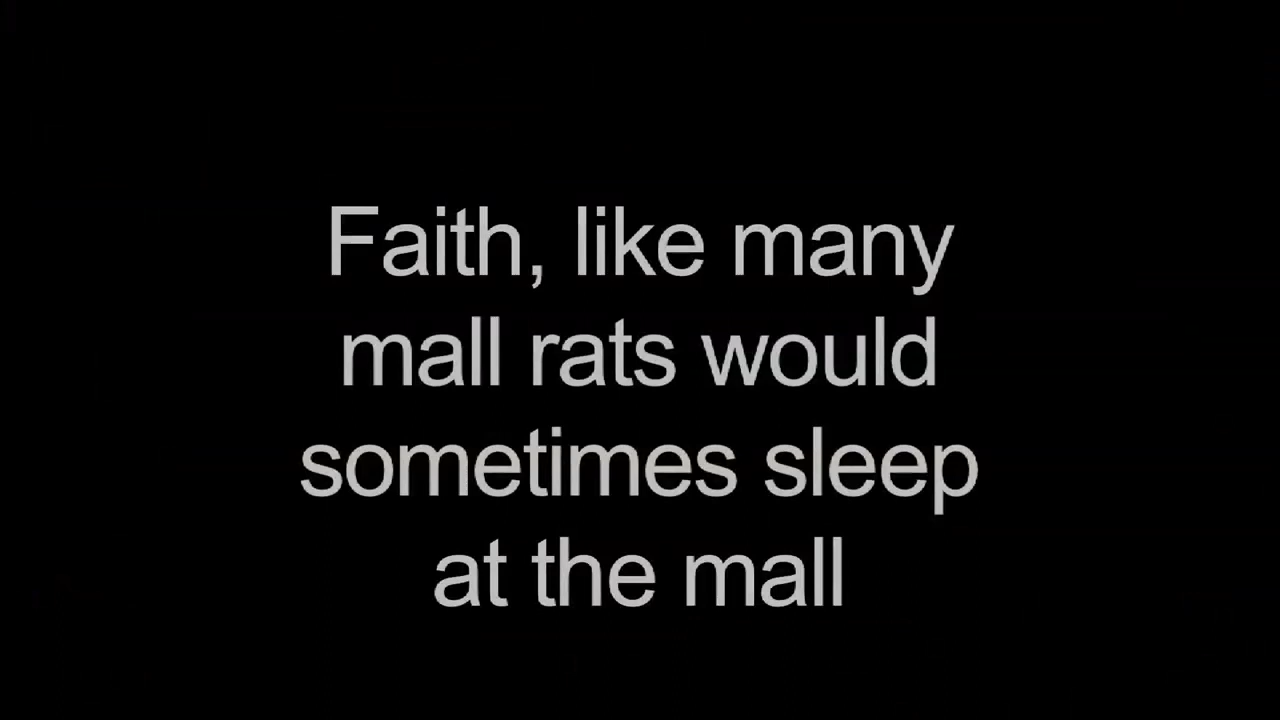 Faith, like many
mall rats would
sometimes sleep
at the mall